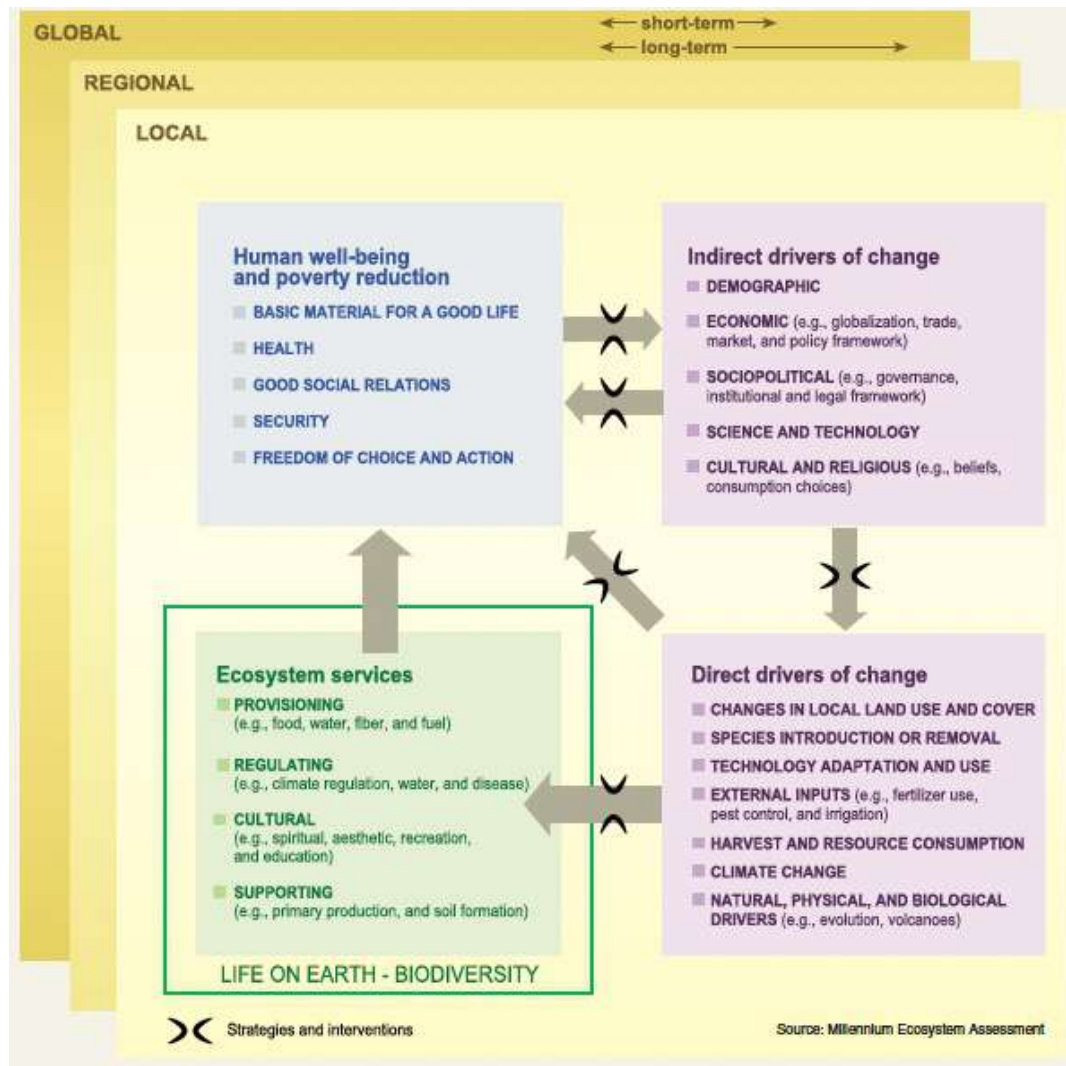 GLOBAL
short-term
long-term
REGIONAL
LOCAL
Human well-being
and poverty reduction
BASIC MATERIAL FOR A GOOD LIFE
HEALTH
GOOD SOCIAL RELATIONS
SECURITY
FREEDOM OF CHOICE AND ACTION
Indirect drivers of change
DEMOGRAPHIC
ECONOMIC (e.g., globalization, trade,
market, and policy framework)
SOCIOPOLITICAL (e.g., governance,
institutional and legal framework)
SCIENCE AND TECHNOLOGY
CULTURAL AND RELIGIOUS (e.g., beliefs,
consumption choices)
Ecosystem services
PROVISIONING
(e.g., food, water, fiber, and fuel)
REGULATING
(e.g., climate regulation, water, and disease)
CULTURAL
(e.g., spiritual, aesthetic, recreation,
and education)
SUPPORTING
(e.g., primary production, and soil formation)
LIFE ON EARTH - BIODIVERSITY
Direct drivers of change
CHANGES IN LOCAL LAND USE AND COVER
SPECIES INTRODUCTION OR REMOVAL
TECHNOLOGY ADAPTATION AND USE
EXTERNAL INPUTS (e.g., fertilizer use,
pest control, and irrigation)
HARVEST AND RESOURCE CONSUMPTION
CLIMATE CHANGE
NATURAL, PHYSICAL, AND BIOLOGICAL
DRIVERS (e.g., evolution, volcanoes)
Strategies and interventions
Source: Millennium Ecosystem Assessment